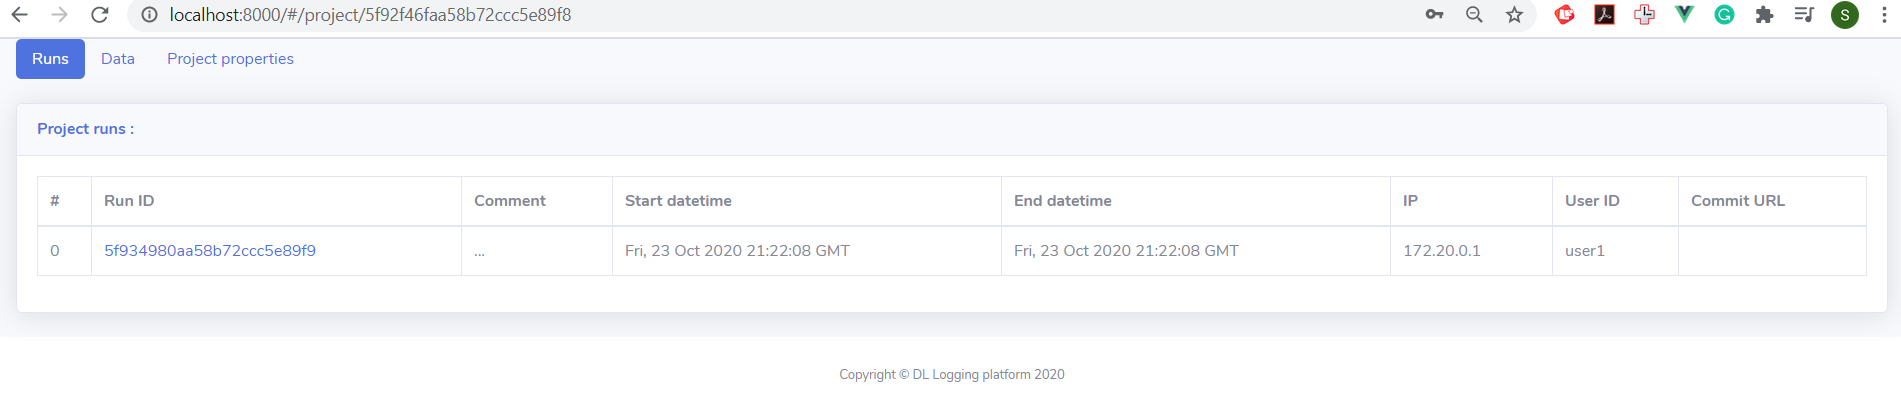 localhost:8000/#/project/5f92f46faa58b72ccc5e89f8
S
Runs Data Project properties
Project runs :
# Run ID Comment Start datetime End datetime IP User ID Commit URL
0 5f934980aa58b72ccc5e89f9 ... Fri, 23 Oct 2020 21:22:08 GMT Fri, 23 Oct 2020 21:22:08 GMT 172.20.0.1 user1
Copyright © DL Logging platform 2020